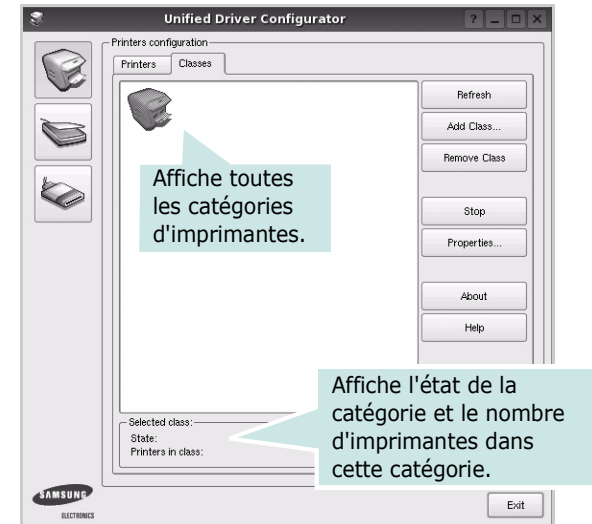 Unified Driver Configurator
Printers configuration
Printers Classes
Refresh
Add Class...
Remove Class
Stop
Properties...
About
Help
Affiche toutes
les catégories
d'imprimantes.
Affiche l'état de la
catégorie et le nombre
d'imprimantes dans
cette catégorie.
Selected class:
State:
Printers in class:
SAMSUNG
ELECTRONICS
Exit